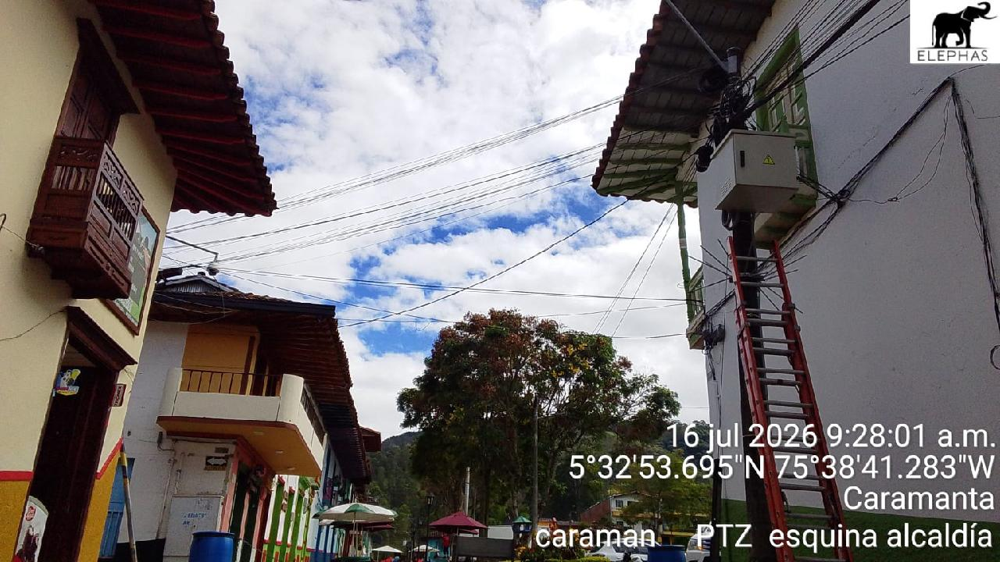 ELEPHAS
16 jul 2026 9:28:01 a.m.
5°32'53.695"N 75°38'41.283"W
Caramanta
caraman. PTZ esquina alcaldía